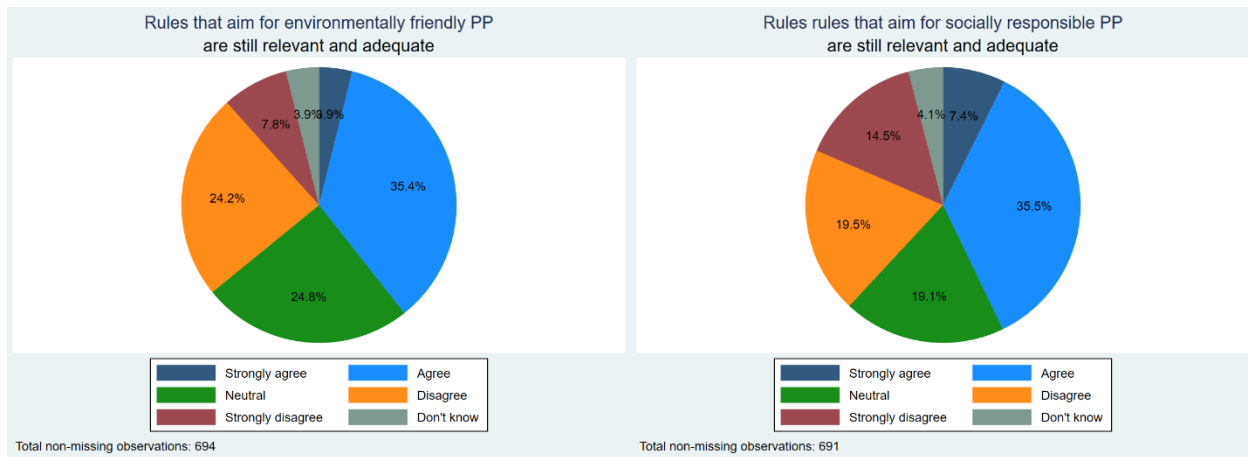 Rules that aim for environmentally friendly PP
are still relevant and adequate
3.9% 3.9%
7.8%
35.4%
24.2%
24.8%
Strongly agree Agree
Neutral Disagree
Strongly disagree Don't know
Total non-missing observations: 694
Rules rules that aim for socially responsible PP
are still relevant and adequate
4.1% 7.4%
14.5%
35.5%
19.5%
19.1%
Strongly agree Agree
Neutral Disagree
Strongly disagree Don't know
Total non-missing observations: 691